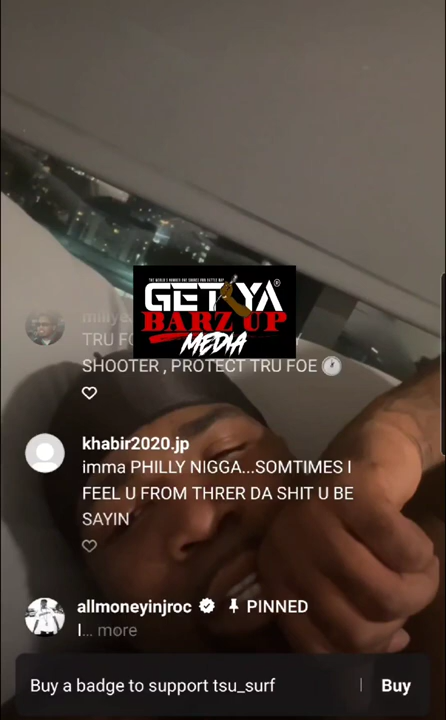 GET YA®
BARZ UP
MEDIA
TRU
SHOOTER , PROTECT TRU FOE
khabir2020.jp
imma PHILLY NIGGA...SOMTIMES I
FEEL U FROM THRER DA SHIT U BE
SAYIN
allmoneyinjroc PINNED
I... more
Buy a badge to support tsu_surf | Buy